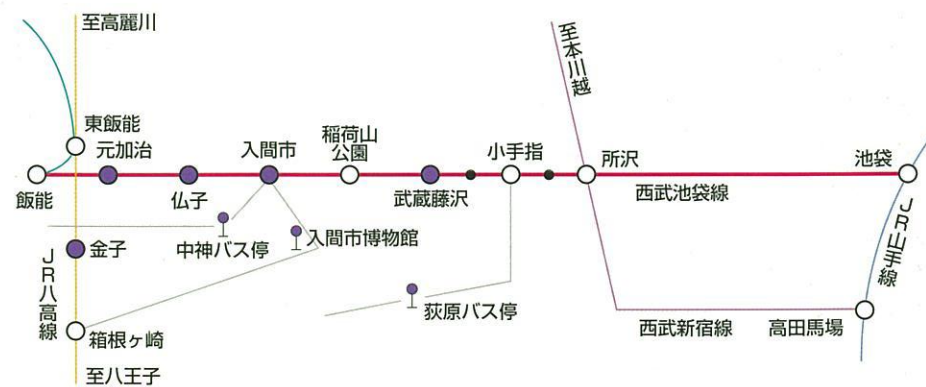 至高麗川
至本川越
東飯能
元加治
入間市
稲荷山
公園
小手指
所沢
池袋
飯能
仏子
武蔵藤沢
西武池袋線
JR山手線
金子
中神バス停
入間市博物館
JR八高線
荻原バス停
箱根ヶ崎
西武新宿線
高田馬場
至八王子